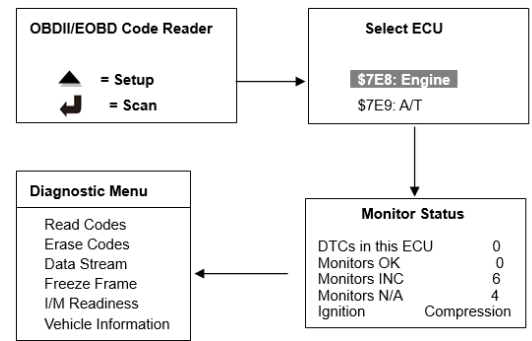 OBDII/EOBD Code Reader
= Setup
= Scan
Select ECU
$7E8: Engine
$7E9: A/T
Monitor Status
DTCs in this ECU 0
Monitors OK 0
Monitors INC 6
Monitors N/A 4
Ignition Compression
Diagnostic Menu
Read Codes
Erase Codes
Data Stream
Freeze Frame
I/M Readiness
Vehicle Information